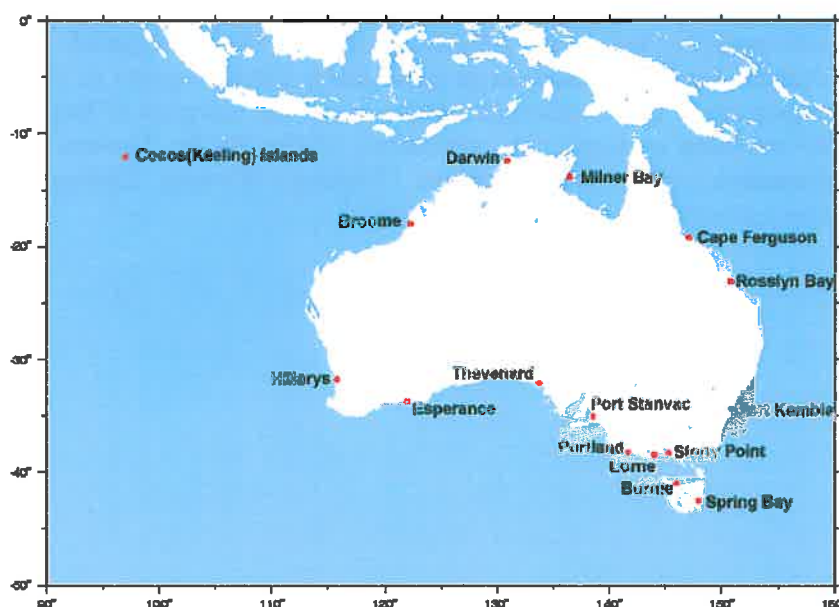 0°
-10°
Cocos(Keeling) Islands
Darwin
Milner Bay
Broome
-20°
Cape Ferguson
Rosslyn Bay
-30°
Hillarys
Thevenard
Esperance
Port Stanvac
Port Kembla
Portland
Stony Point
Lorne
-40°
Burnie
Spring Bay
-50°
90°
100°
110°
120°
130°
140°
150°
160°